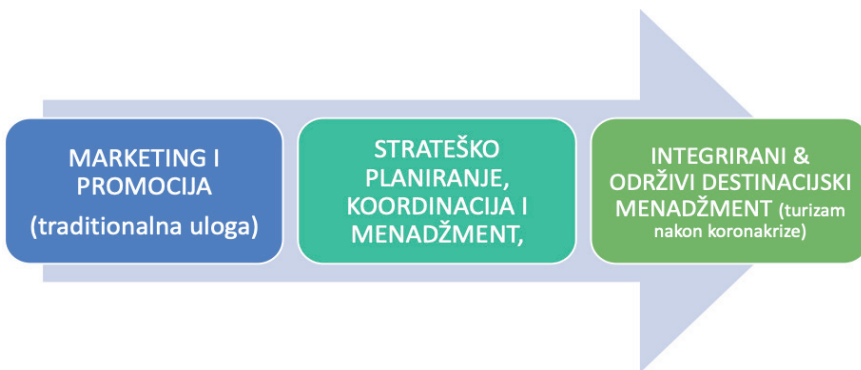 MARKETING I
PROMOCIJA
(traditionalna uloga)
STRATEŠKO
PLANIRANJE,
KOORDINACIJA I
MENADŽMENT,
INTEGRIRANI &
ODRŽIVI DESTINACIJSKI
MENADŽMENT (turizam
nakon koronakrize)